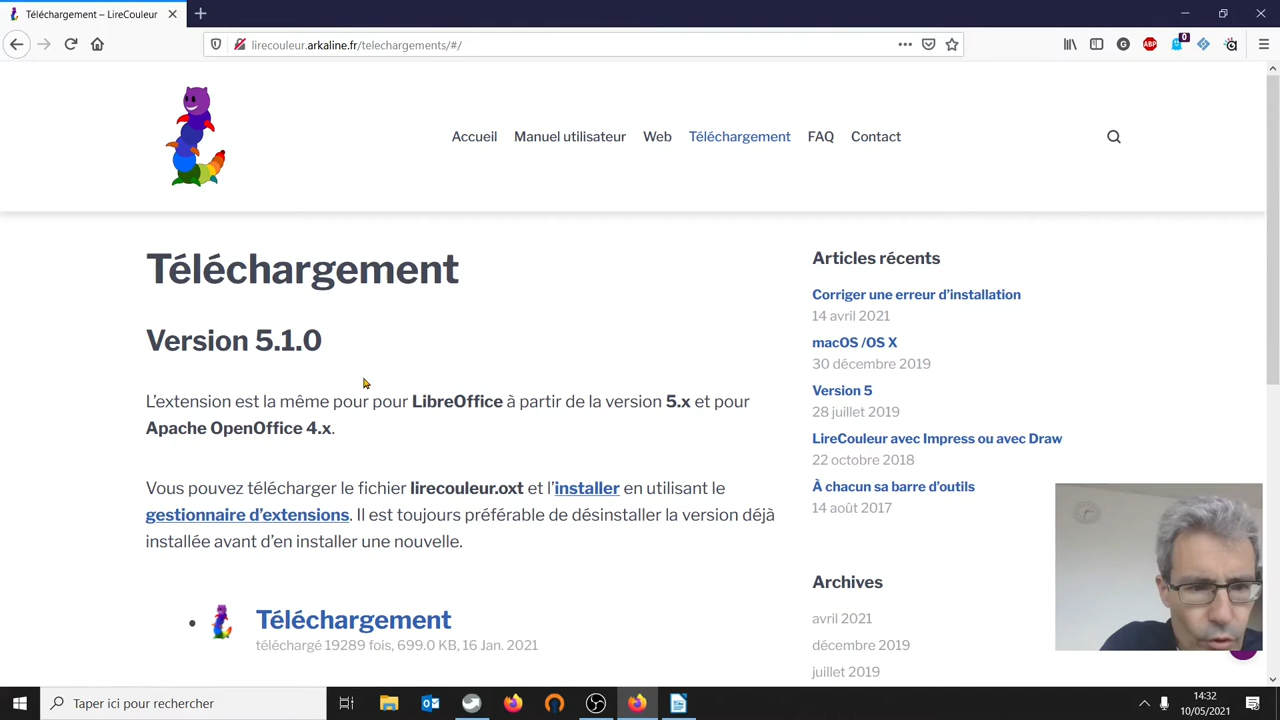 Téléchargement – LireCouleur
lirecouleur.arkaline.fr/telechargements/#/
ABP
0
Accueil Manuel utilisateur Web Téléchargement FAQ Contact
Téléchargement
Version 5.1.0
L'extension est la même pour pour LibreOffice à partir de la version 5.x et pour
Apache OpenOffice 4.x.
Vous pouvez télécharger le fichier lirecouleur.oxt et l'installer en utilisant le
gestionnaire d'extensions. Il est toujours préférable de désinstaller la version déjà
installée avant d'en installer une nouvelle.
Téléchargement
téléchargé 19289 fois, 699.0 KB, 16 Jan. 2021
Articles récents
Corriger une erreur d'installation
14 avril 2021
macOS /OS X
30 décembre 2019
Version 5
28 juillet 2019
LireCouleur avec Impress ou avec Draw
22 octobre 2018
À chacun sa barre d'outils
14 août 2017
Archives
avril 2021
décembre 2019
juillet 2019
Taper ici pour rechercher
14:32
10/05/2021